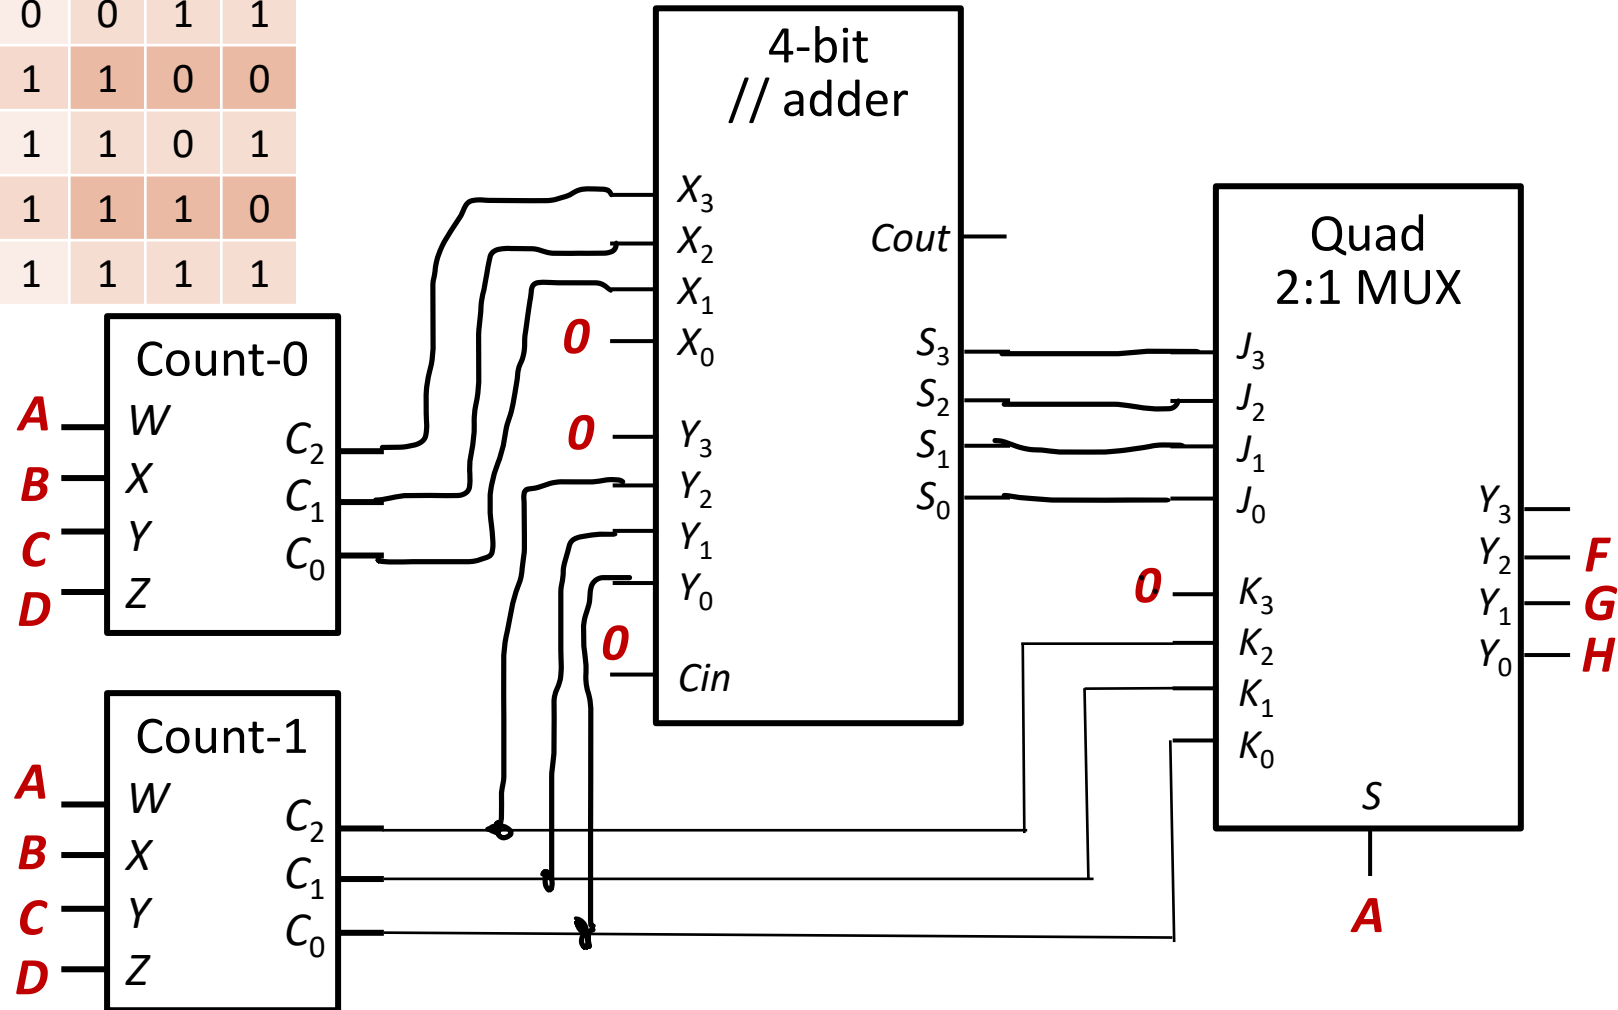 0 0 1 1
1 1 0 0
1 1 0 1
1 1 1 0
1 1 1 1
4-bit
// adder
X3
X2
X1
0 X0
0 Y3
Y2
Y1
Y0
0
Cin
Cout
S3
S2
S1
S0
Count-0
A W
B X
C Y
D Z
C2
C1
C0
Count-1
A W
B X
C Y
D Z
C2
C1
C0
Quad
2:1 MUX
J3
J2
J1
J0
0 K3
K2
K1
K0
Y3
Y2 F
Y1 G
Y0 H
S
A